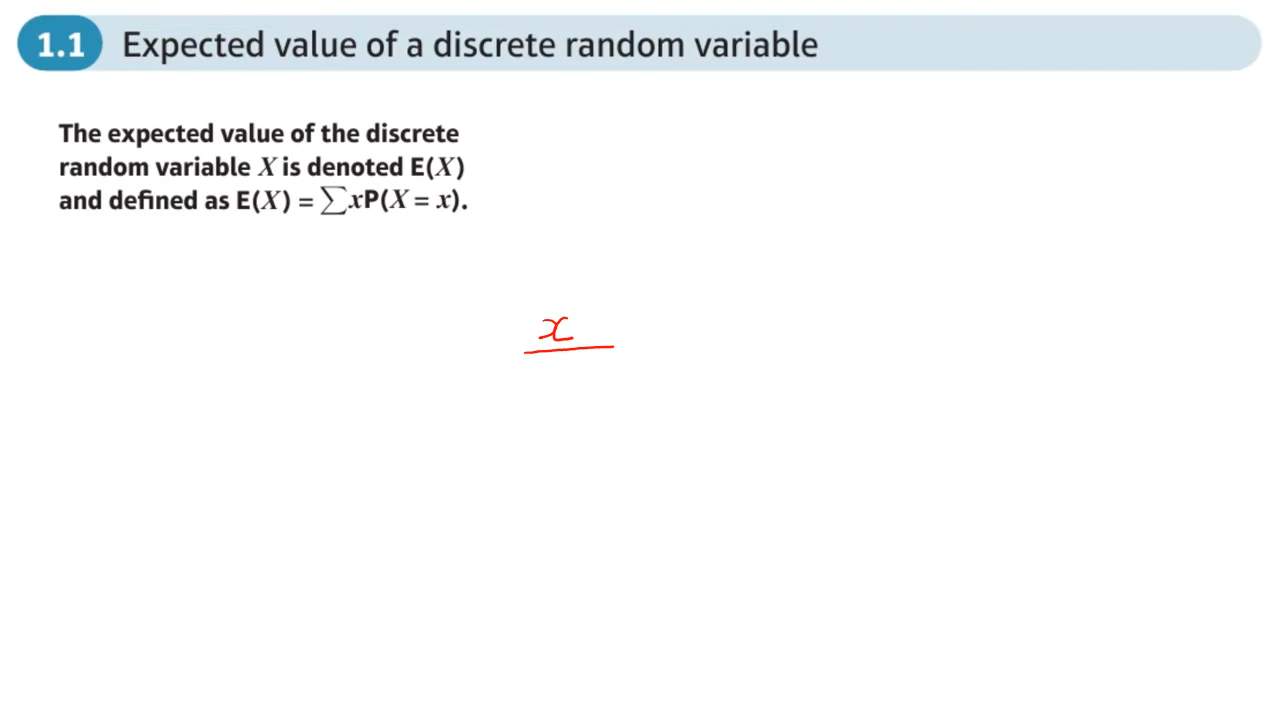 1.1 Expected value of a discrete random variable
The expected value of the discrete
random variable X is denoted E(X)
and defined as E(X) = ∑xP(X = x).
x